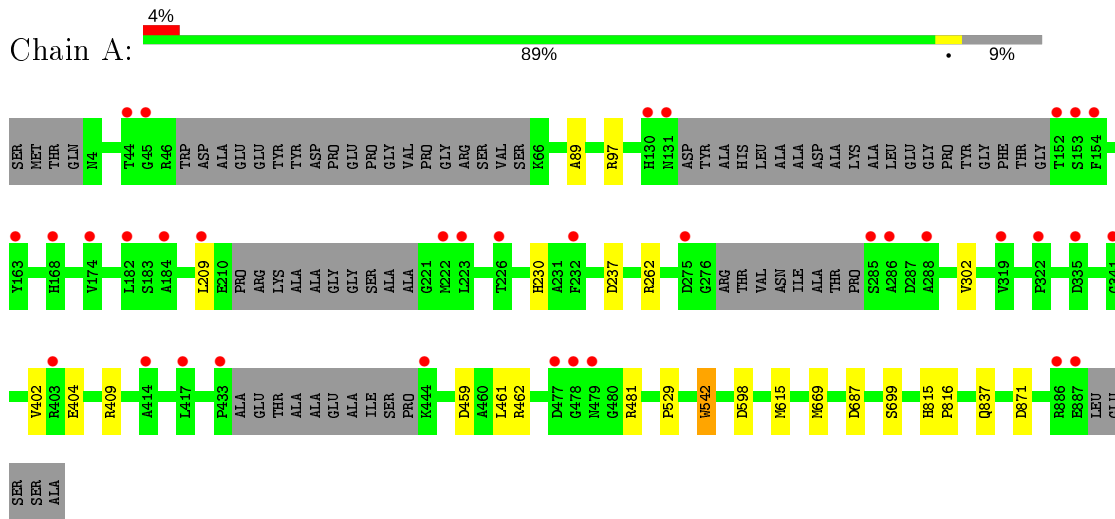 4%
Chain A:
89%
•
9%
SER MET THR GLN N4 T44 G45 R46 TRP ASP ALA GLU GLU TYR TYR ASP PRO GLU PRO GLY VAL PRO GLY ARG SER VAL SER K66 A89 R97 H130 N131 ASP TYR ALA HIS LEU ALA ALA ASP ALA LYS ALA LEU GLU GLY PRO TYR GLY PHE THR GLY T152 S153 F154
Y163 H168 V174 L182 S183 A184 L209 E210 PRO ARG LYS ALA ALA GLY GLY SER ALA ALA G221 M222 L223 T226 H230 A231 F232 D237 R262 D275 G276 ARG THR VAL ASN ILE ALA THR PRO S285 A286 D287 A288 V302 V319 P322 D335
V402 R403 E404 R409 A414 L417 P433 ALA GLU THR ALA ALA GLU ALA ILE SER PRO K444 D459 A460 L461 R462 D477 G478 N479 G480 R481 P529 W542 D598 M615 M669 D687 S699 H815 P816 Q837 D871 R886 E887 LEU GLU
SER SER ALA